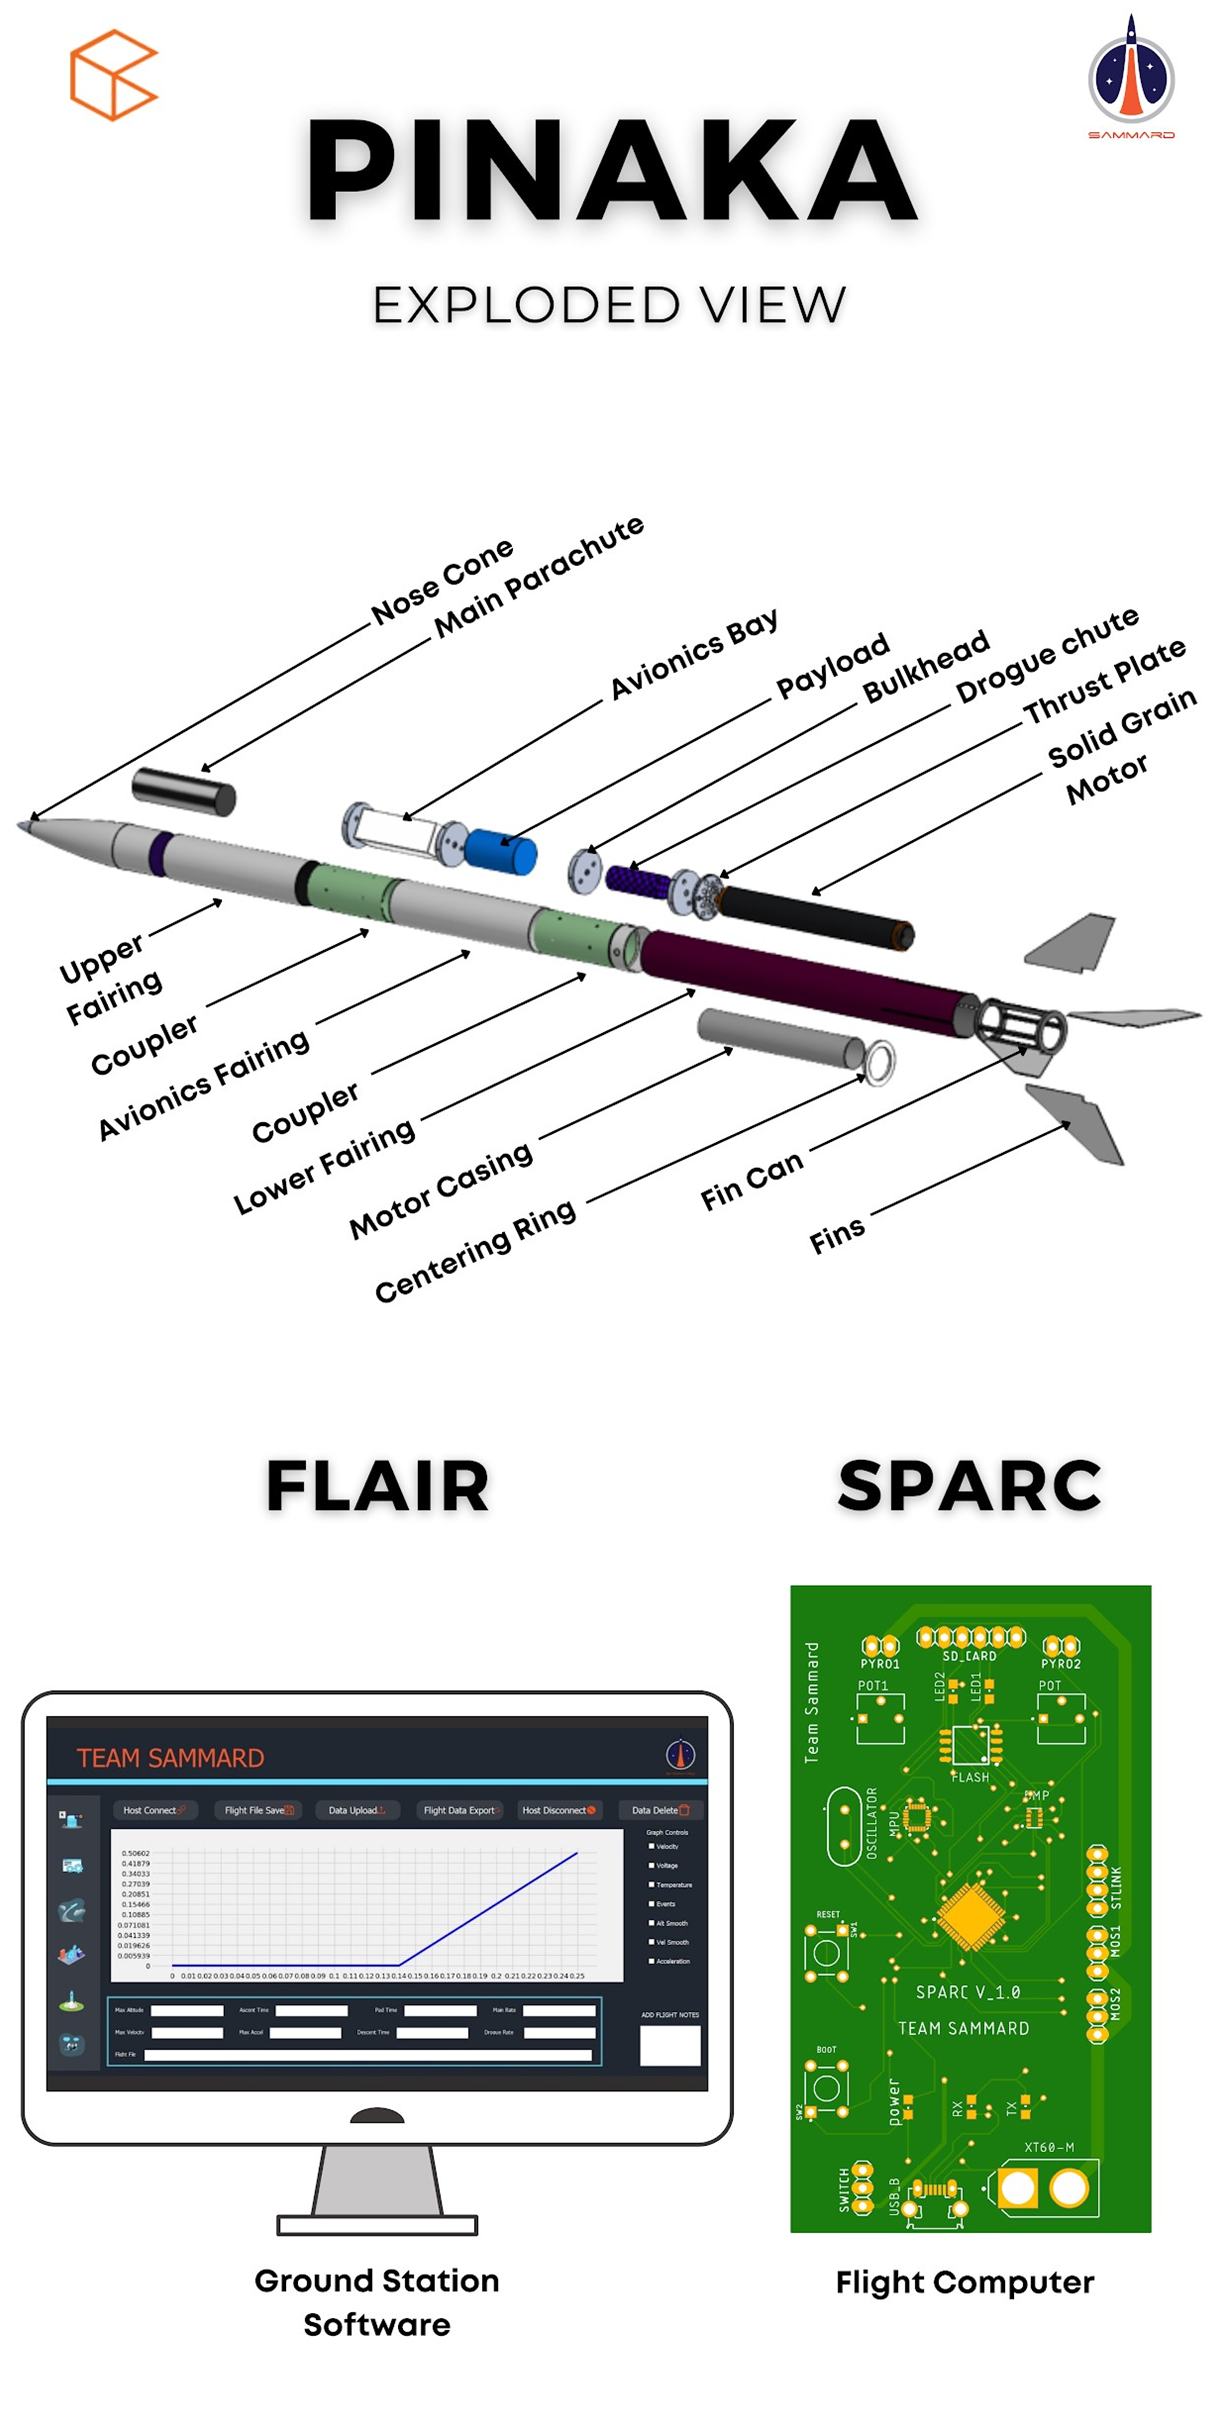 SAMMARD
PINAKA
EXPLODED VIEW
Nose Cone
Main Parachute
Avionics Bay
Payload
Bulkhead
Drogue chute
Thrust Plate
Solid Grain
Motor
Upper
Fairing
Coupler
Avionics Fairing
Coupler
Lower Fairing
Motor Casing
Centering Ring
Fin Can
Fins
FLAIR
SPARC
TEAM SAMMARD
Host Connect
Flight File Save
Data Upload
Flight Data Export
Host Disconnect
Data Delete
Graph Controls
Velocity
Voltage
Temperature
Events
Alt Smooth
Vel Smooth
Acceleration
0.50602
0.41879
0.34033
0.27039
0.20851
0.15466
0.10885
0.071081
0.041339
0.019626
0.005939
0
0 0.01 0.02 0.03 0.04 0.05 0.06 0.07 0.08 0.09 0.1 0.11 0.12 0.13 0.14 0.15 0.16 0.17 0.18 0.19 0.2 0.21 0.22 0.23 0.24 0.25
Max Altitude Ascent Time Pad Time Main Rate
Max Velocity Max Accel Descent Time Drogue Rate
Flight File
ADD FLIGHT NOTES
Team Sammard
PYRO1
SD_CARD
PYRO2
POT1
LED2
LED1
POT
FLASH
OSCILLATOR
MPU
BMP
STLINK
RESET
SW1
MOS1
SPARC V_1.0
MOS2
TEAM SAMMARD
BOOT
SW2
power
RX
TX
XT60-M
SWITCH
USB_B
Ground Station
Software
Flight Computer